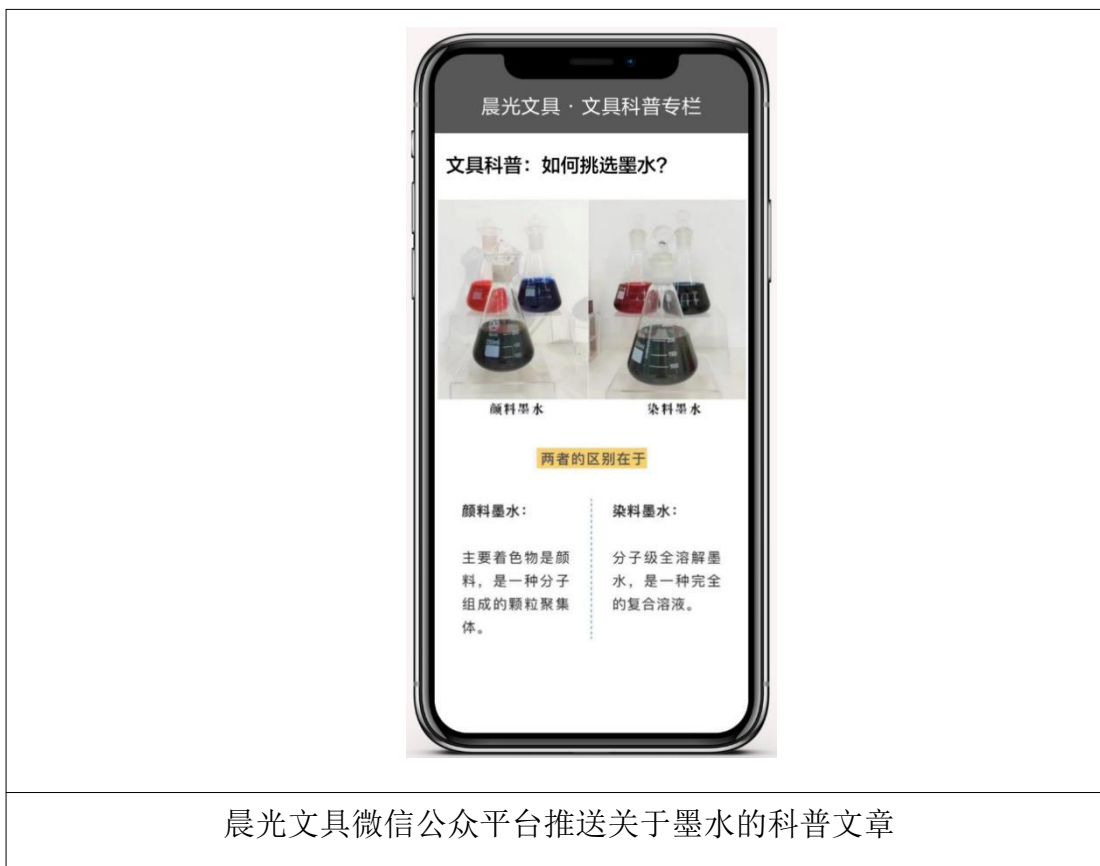 晨光文具·文具科普专栏
文具科普：如何挑选墨水？
颜料墨水
染料墨水
两者的区别在于
颜料墨水：
主要着色物是颜
料，是一种分子
组成的颗粒聚集
体。
染料墨水：
分子级全溶解墨
水，是一种完全
的复合溶液。
晨光文具微信公众平台推送关于墨水的科普文章